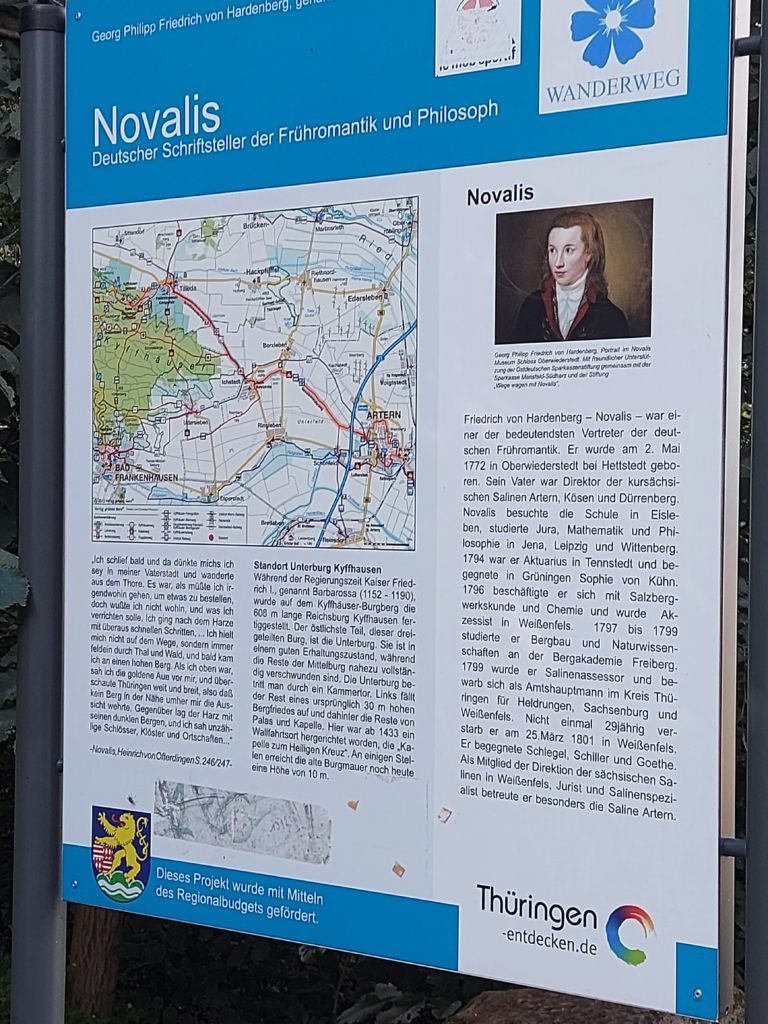 Georg Philipp Friedrich von Hardenberg,
WANDERWEG
Novalis
Deutscher Schriftsteller der Frühromantik und Philosoph
Novalis
Brücken
Martinsrieth
Ried
Tilleda
Hackpfüffel
Riethnord-
hausen
Edersleben
Kyffhäuser
Borxleben
Ichstedt
Voigtstedt
Ringleben
Unterfeld
ARTERN
Udersleben
Schönfeld
BAD
FRANKENHAUSEN
Esperstedt
Bretleben
Reinsdorf
Georg Philipp Friedrich von Hardenberg, Portrait im Novalis
Museum Schloss Oberwiederstedt. Mit freundlicher Unterstüt-
zung der Ostdeutschen Sparkassenstiftung gemeinsam mit der
Sparkasse Mansfeld-Südharz und der Stiftung
„Wege wagen mit Novalis".
„Ich schlief bald und da dünkte michs ich
sey in meiner Vaterstadt und wanderte
aus dem Thore. Es war, als müßte ich ir-
gendwohin gehen, um etwas zu bestellen,
doch wußte ich nicht wohin, und was ich
verrichten solle. Ich ging nach dem Harze
mit überaus schnellen Schritten, ... Ich hielt
mich nicht auf dem Wege, sondern immer
feldein durch Thal und Wald, und bald kam
ich an einen hohen Berg. Als ich oben war,
sah ich die goldne Aue vor mir, und über-
schaute Thüringen weit und breit, also daß
kein Berg in der Nähe umher mir die Aus-
sicht wehrte. Gegenüber lag der Harz mit
seinen dunklen Bergen, und ich sah unzäh-
lige Schlösser, Klöster und Ortschaften..."
-Novalis, Heinrich von Ofterdingen S. 246/247-
Standort Unterburg Kyffhausen
Während der Regierungszeit Kaiser Fried-
rich I., genannt Barbarossa (1152 - 1190),
wurde auf dem Kyffhäuser-Burgberg die
608 m lange Reichsburg Kyffhausen fer-
tiggestellt. Der östlichste Teil, dieser drei-
geteilten Burg, ist die Unterburg. Sie ist in
einem guten Erhaltungszustand, während
die Reste der Mittelburg nahezu vollstän-
dig verschwunden sind. Die Unterburg be-
tritt man durch ein Kammertor. Links fällt
der Rest eines ursprünglich 30 m hohen
Bergfriedes auf und dahinter die Reste von
Palas und Kapelle. Hier war ab 1433 ein
Wallfahrtsort hergerichtet worden, die „Ka-
pelle zum Heiligen Kreuz". An einigen Stel-
len erreicht die alte Burgmauer noch heute
eine Höhe von 10 m.
Friedrich von Hardenberg – Novalis – war ei-
ner der bedeutendsten Vertreter der deut-
schen Frühromantik. Er wurde am 2. Mai
1772 in Oberwiederstedt bei Hettstedt gebo-
ren. Sein Vater war Direktor der kursächsi-
schen Salinen Artern, Kösen und Dürrenberg.
Novalis besuchte die Schule in Eisle-
ben, studierte Jura, Mathematik und Phi-
losophie in Jena, Leipzig und Wittenberg.
1794 war er Aktuarius in Tennstedt und be-
gegnete in Grüningen Sophie von Kühn.
1796 beschäftigte er sich mit Salzberg-
werkskunde und Chemie und wurde Ak-
zessist in Weißenfels. 1797 bis 1799
studierte er Bergbau und Naturwissen-
schaften an der Bergakademie Freiberg.
1799 wurde er Salinenassessor und be-
warb sich als Amtshauptmann im Kreis Thü-
ringen für Heldrungen, Sachsenburg und
Weißenfels. Nicht einmal 29jährig ver-
starb er am 25.März 1801 in Weißenfels.
Er begegnete Schlegel, Schiller und Goethe.
Als Mitglied der Direktion der sächsischen Sa-
linen in Weißenfels, Jurist und Salinenspezi-
alist betreute er besonders die Saline Artern.
Dieses Projekt wurde mit Mitteln
des Regionalbudgets gefördert.
Thüringen
-entdecken.de